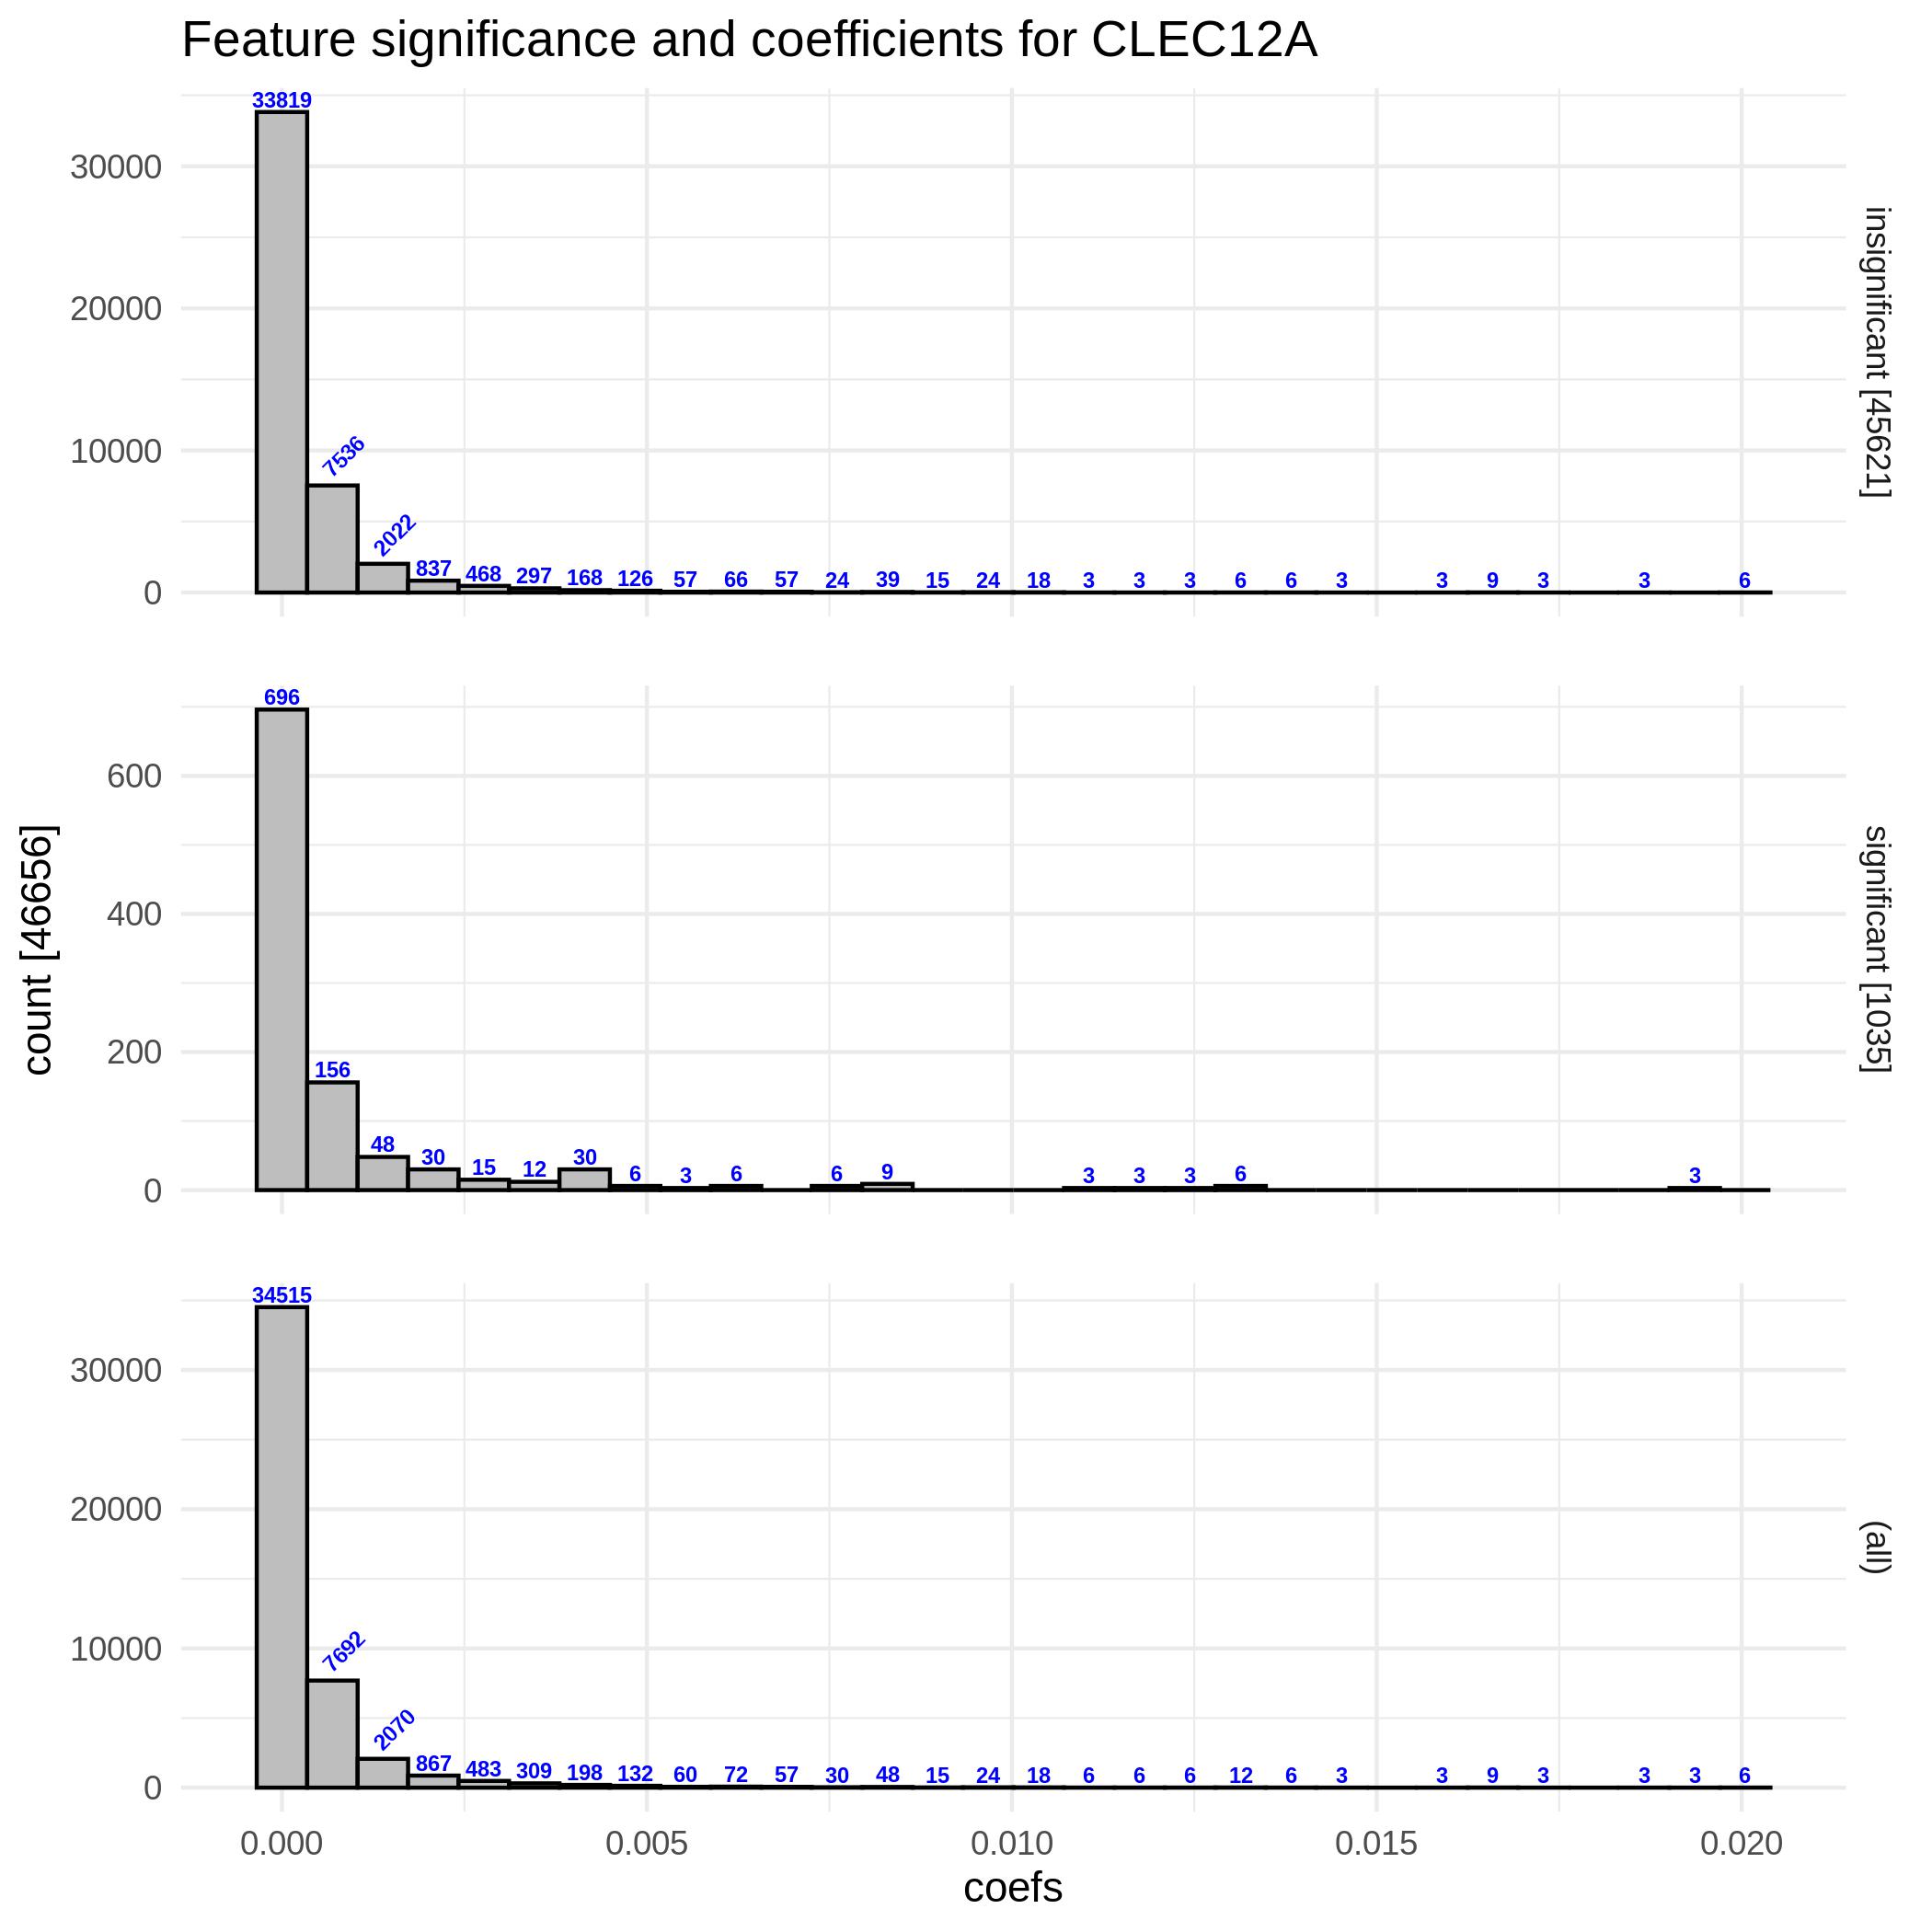 Feature significance and coefficients for CLEC12A
33819
7536
2022
837 468 297 168 126 57 66 57 24 39 15 24 18 3 3 3 6 6 3 3 9 3 3 6
30000
20000
10000
0
insignificant [45621]
696
156
48 30 15 12 30 6 3 6 6 9 3 3 3 6 3
600
400
200
0
significant [1035]
count [46656]
34515
7692
2070
867 483 309 198 132 60 72 57 30 48 15 24 18 6 6 6 12 6 3 3 9 3 3 3 6
30000
20000
10000
0
(all)
0.000 0.005 0.010 0.015 0.020
coefs